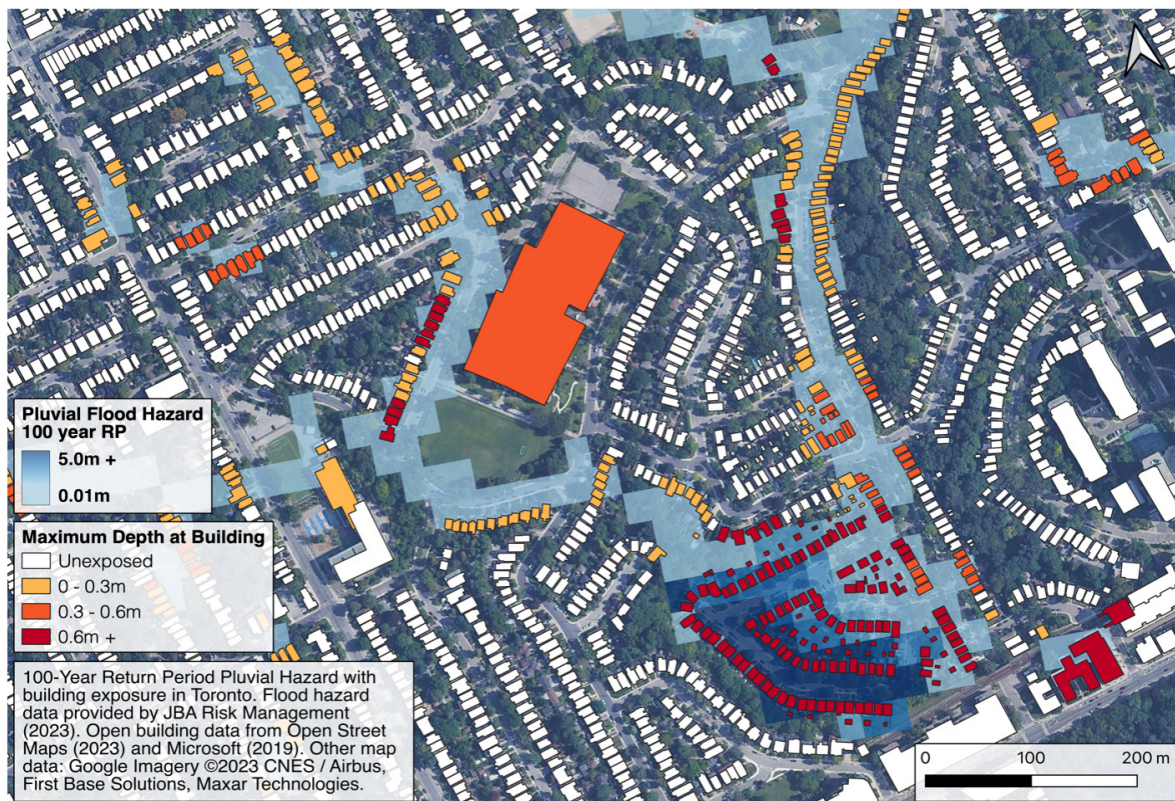 Pluvial Flood Hazard
100 year RP
5.0m +
0.01m
Maximum Depth at Building
Unexposed
0 - 0.3m
0.3 - 0.6m
0.6m +
100-Year Return Period Pluvial Hazard with
building exposure in Toronto. Flood hazard
data provided by JBA Risk Management
(2023). Open building data from Open Street
Maps (2023) and Microsoft (2019). Other map
data: Google Imagery ©2023 CNES / Airbus,
First Base Solutions, Maxar Technologies.
0 100 200 m